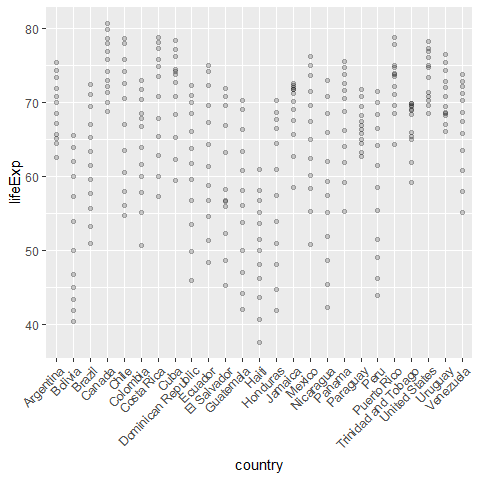 80
70
60
50
40
lifeExp
Argentina
Bolivia
Brazil
Canada
Chile
Colombia
Costa Rica
Cuba
Dominican Republic
Ecuador
El Salvador
Guatemala
Haiti
Honduras
Jamaica
Mexico
Nicaragua
Panama
Paraguay
Peru
Puerto Rico
Trinidad and Tobago
United States
Uruguay
Venezuela
country